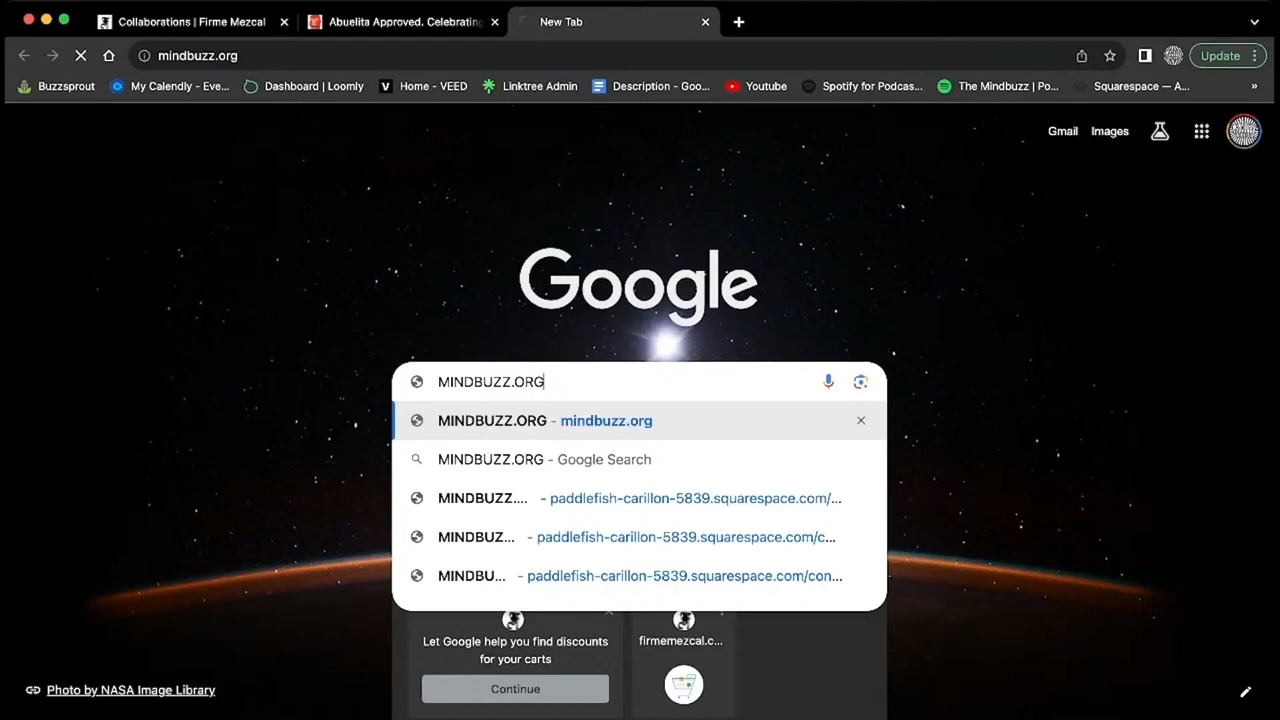 Collaborations | Firme Mezcal
Abuelita Approved. Celebrating
New Tab
mindbuzz.org
Update
Buzzsprout
My Calendly - Eve...
Dashboard | Loomly
Home - VEED
Linktree Admin
Description - Goo...
Youtube
Spotify for Podcas...
The Mindbuzz | Po...
Squarespace — A...
»
Gmail
Images
Google
MINDBUZZ.ORG
MINDBUZZ.ORG - mindbuzz.org
MINDBUZZ.ORG - Google Search
MINDBUZZ.... - paddlefish-carillon-5839.squarespace.com/...
MINDBUZ... - paddlefish-carillon-5839.squarespace.com/c...
MINDBU... - paddlefish-carillon-5839.squarespace.com/con...
Let Google help you find discounts
for your carts
Continue
firmemezcal.c...
Photo by NASA Image Library